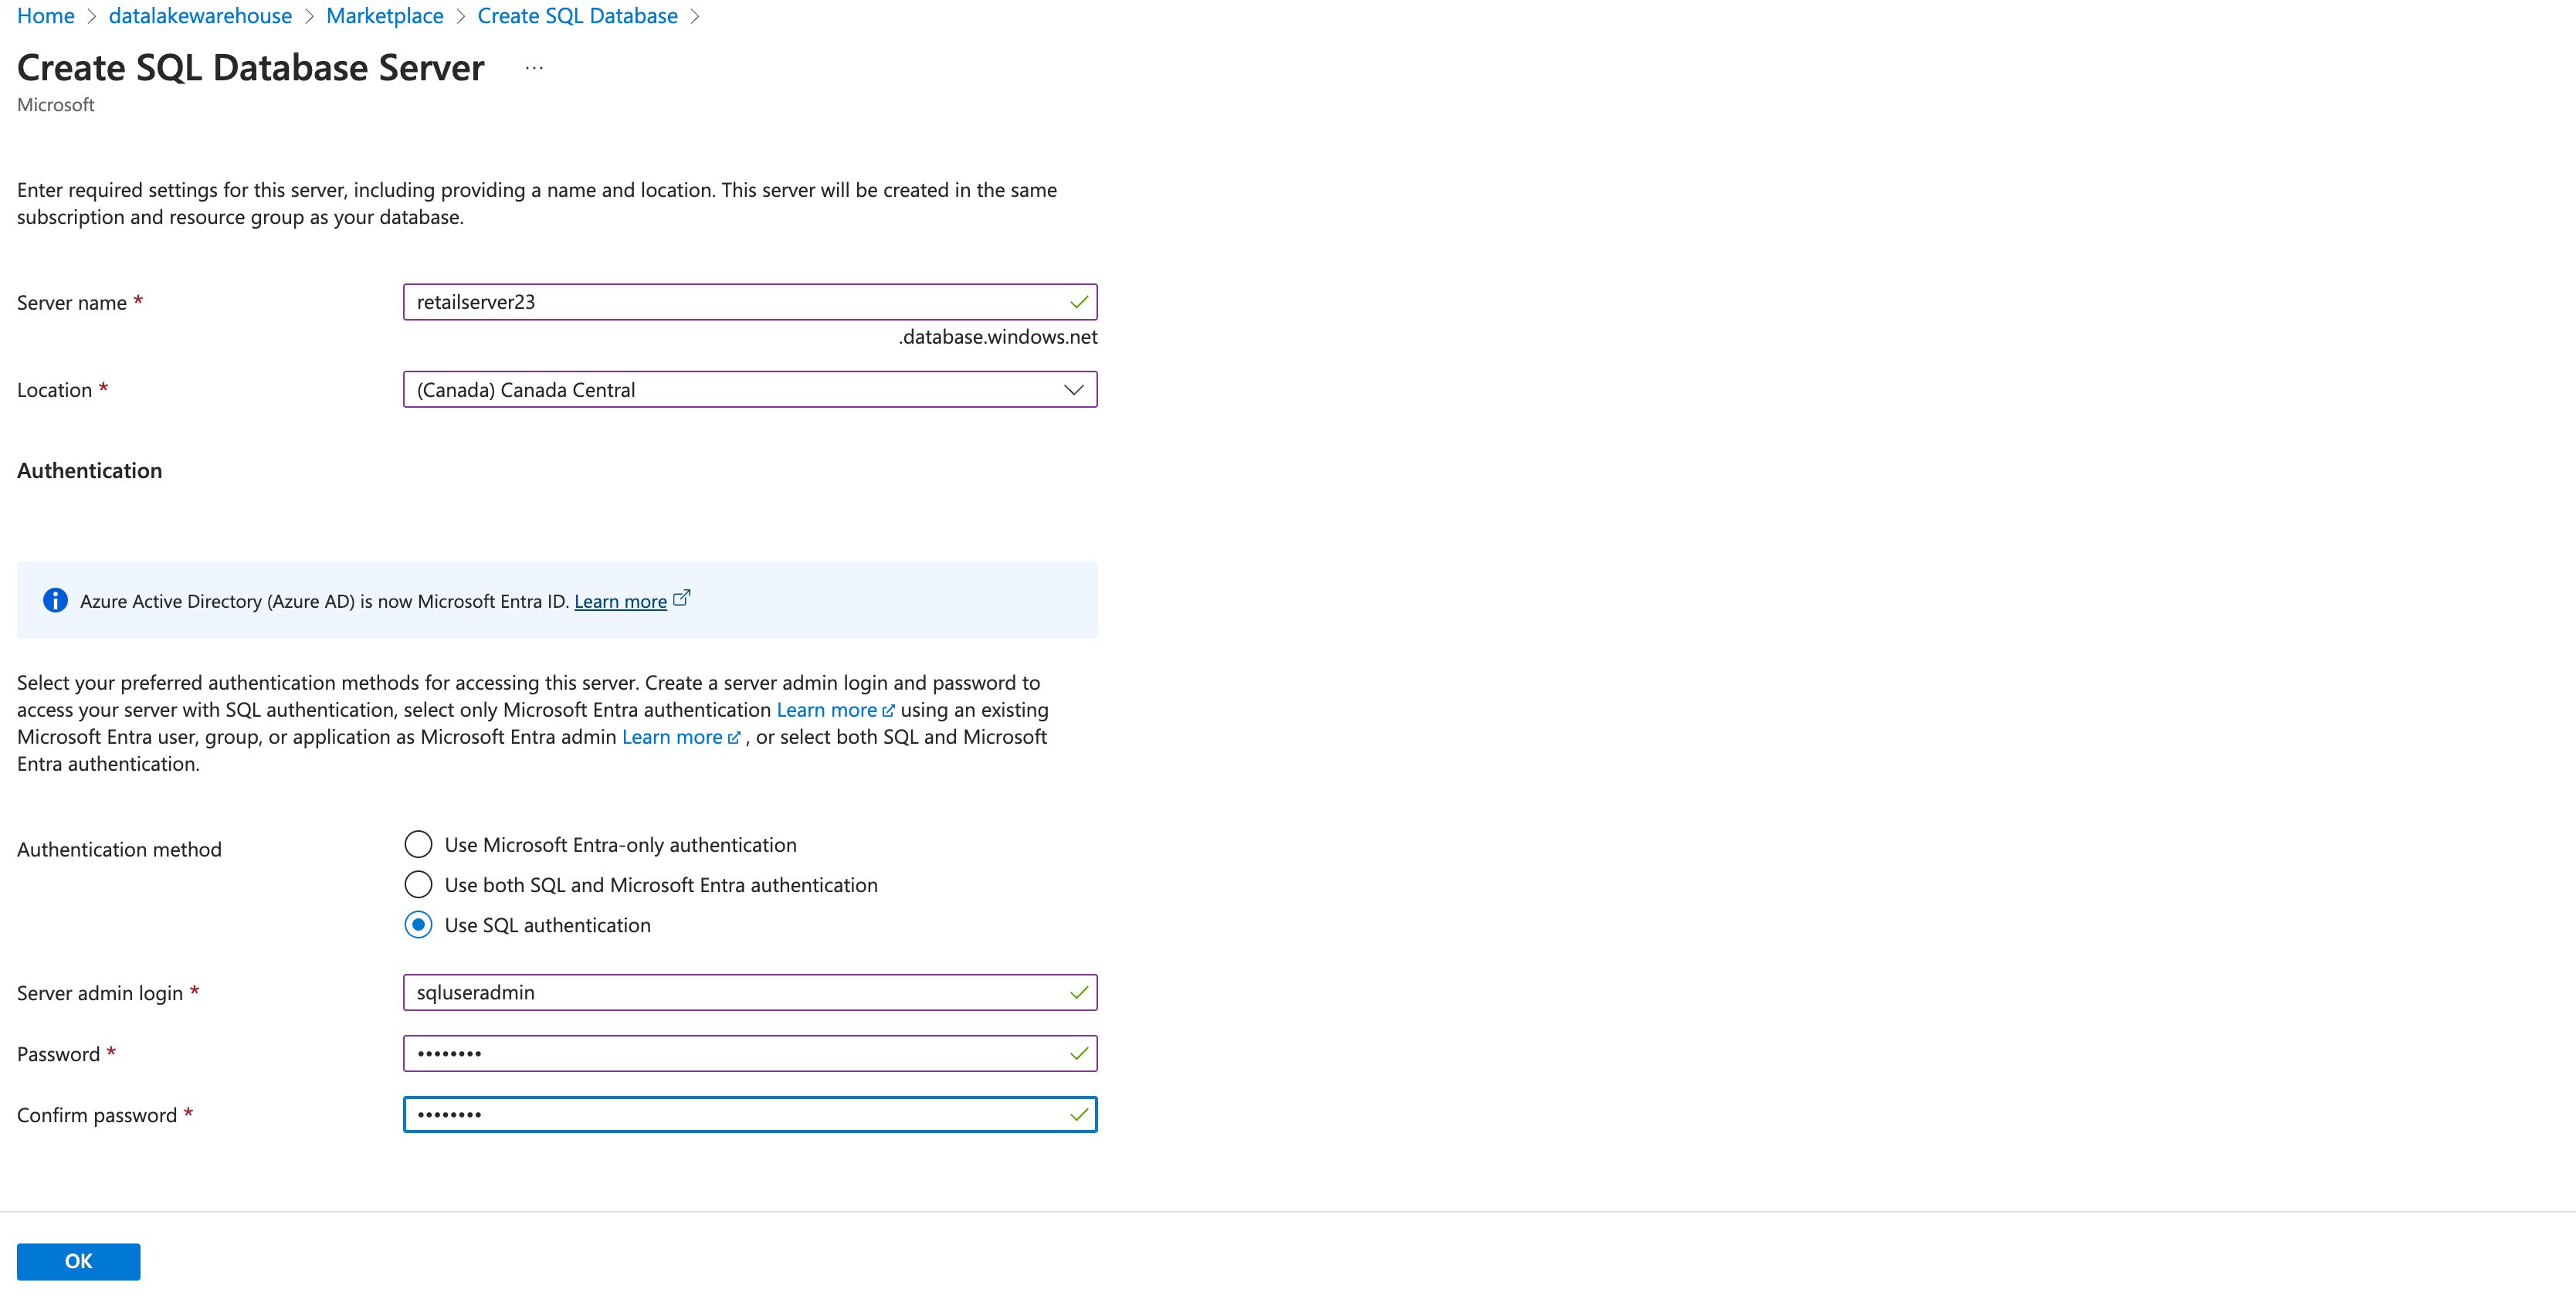 Home > datalakewarehouse > Marketplace > Create SQL Database >
Create SQL Database Server ...
Microsoft
Enter required settings for this server, including providing a name and location. This server will be created in the same
subscription and resource group as your database.
Server name * retailserver23
.database.windows.net
Location * (Canada) Canada Central
Authentication
Azure Active Directory (Azure AD) is now Microsoft Entra ID. Learn more
Select your preferred authentication methods for accessing this server. Create a server admin login and password to
access your server with SQL authentication, select only Microsoft Entra authentication Learn more using an existing
Microsoft Entra user, group, or application as Microsoft Entra admin Learn more , or select both SQL and Microsoft
Entra authentication.
Authentication method
Use Microsoft Entra-only authentication
Use both SQL and Microsoft Entra authentication
Use SQL authentication
Server admin login * sqluseradmin
Password * ••••••••
Confirm password * ••••••••
OK